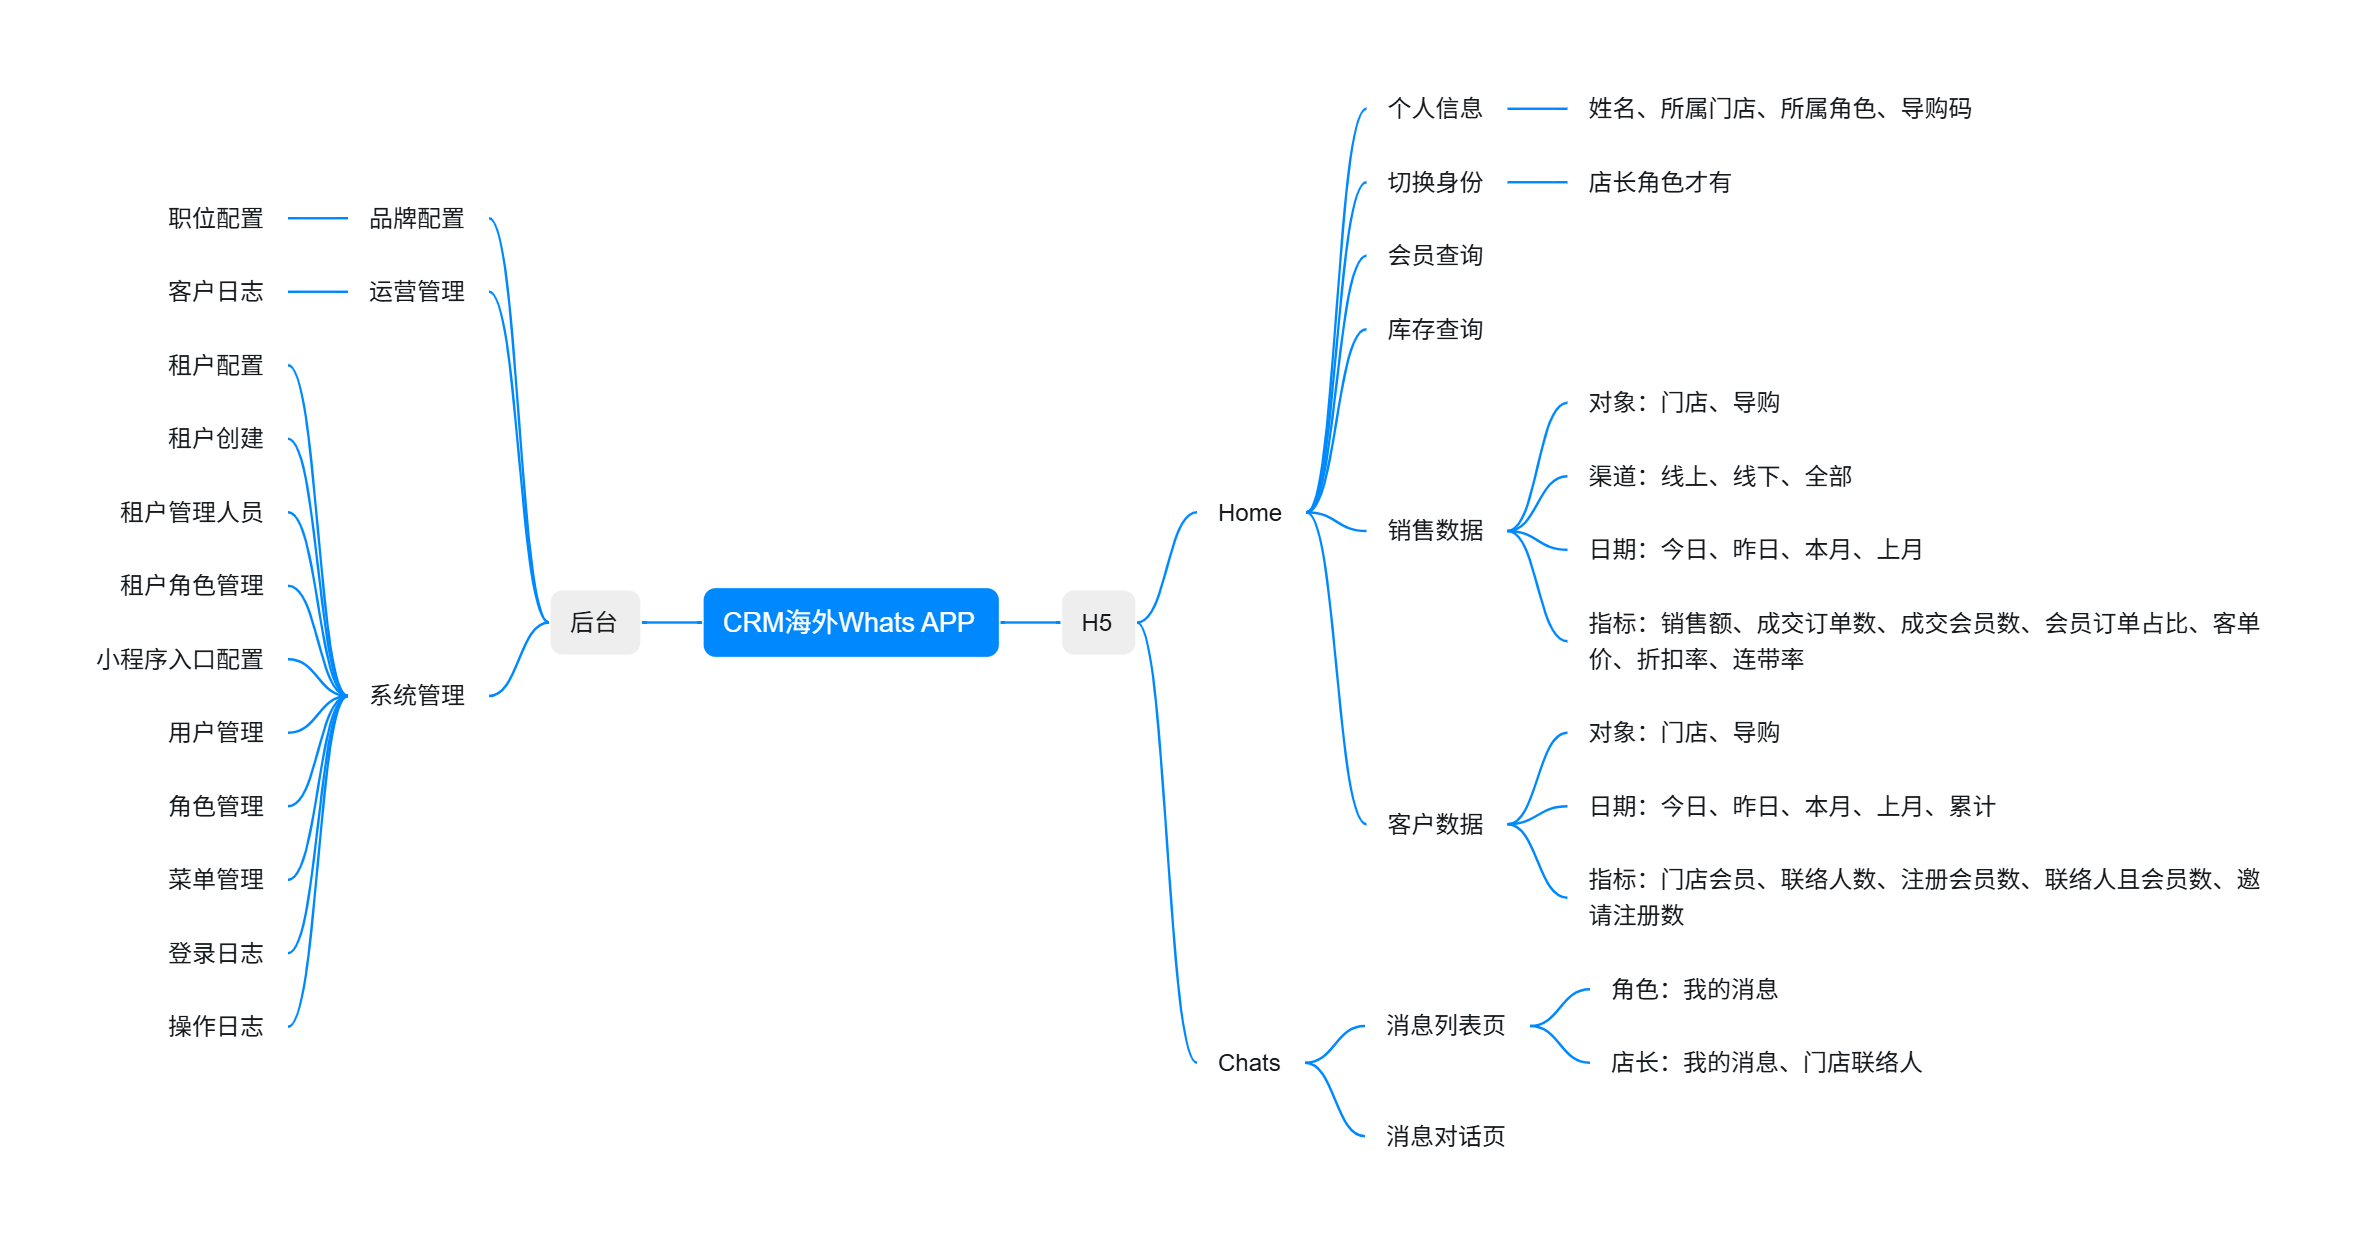 CRM海外Whats APP
后台
品牌配置
职位配置
运营管理
客户日志
系统管理
租户配置
租户创建
租户管理人员
租户角色管理
小程序入口配置
用户管理
角色管理
菜单管理
登录日志
操作日志
H5
Home
个人信息
姓名、所属门店、所属角色、导购码
切换身份
店长角色才有
会员查询
库存查询
销售数据
对象：门店、导购
渠道：线上、线下、全部
日期：今日、昨日、本月、上月
指标：销售额、成交订单数、成交会员数、会员订单占比、客单
价、折扣率、连带率
客户数据
对象：门店、导购
日期：今日、昨日、本月、上月、累计
指标：门店会员、联络人数、注册会员数、联络人且会员数、邀
请注册数
Chats
消息列表页
角色：我的消息
店长：我的消息、门店联络人
消息对话页